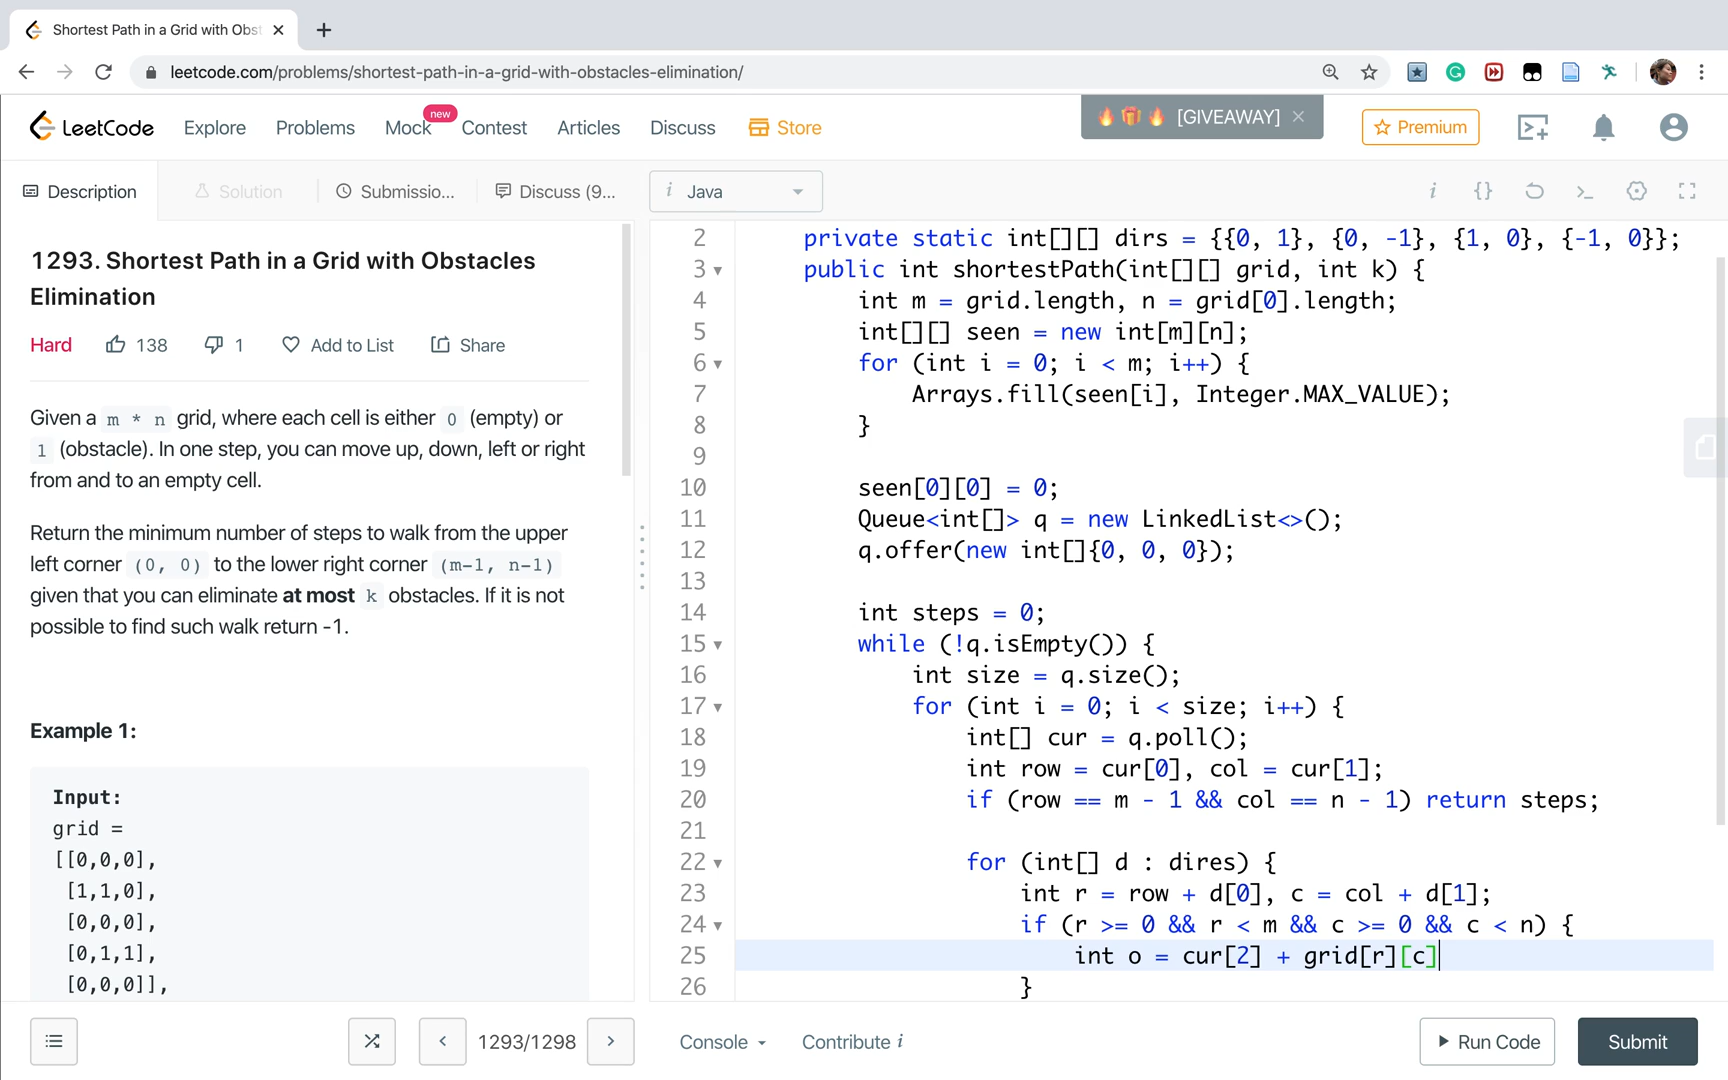 Shortest Path in a Grid with Obst
leetcode.com/problems/shortest-path-in-a-grid-with-obstacles-elimination/
LeetCode
Explore
Problems
Mock
new
Contest
Articles
Discuss
Store
[GIVEAWAY]
Premium
Description
Solution
Submissio...
Discuss (9...
i Java
1293. Shortest Path in a Grid with Obstacles
Elimination
Hard
138
1
Add to List
Share
Given a m * n grid, where each cell is either 0 (empty) or
1 (obstacle). In one step, you can move up, down, left or right
from and to an empty cell.
Return the minimum number of steps to walk from the upper
left corner (0, 0) to the lower right corner (m-1, n-1)
given that you can eliminate at most k obstacles. If it is not
possible to find such walk return -1.
Example 1:
Input:
grid =
[[0,0,0],
[1,1,0],
[0,0,0],
[0,1,1],
[0,0,0]],
2 private static int[][] dirs = {{0, 1}, {0, -1}, {1, 0}, {-1, 0}};
3 public int shortestPath(int[][] grid, int k) {
4 int m = grid.length, n = grid[0].length;
5 int[][] seen = new int[m][n];
6 for (int i = 0; i < m; i++) {
7 Arrays.fill(seen[i], Integer.MAX_VALUE);
8 }
9
10 seen[0][0] = 0;
11 Queue<int[]> q = new LinkedList<>();
12 q.offer(new int[]{0, 0, 0});
13
14 int steps = 0;
15 while (!q.isEmpty()) {
16 int size = q.size();
17 for (int i = 0; i < size; i++) {
18 int[] cur = q.poll();
19 int row = cur[0], col = cur[1];
20 if (row == m - 1 && col == n - 1) return steps;
21
22 for (int[] d : dires) {
23 int r = row + d[0], c = col + d[1];
24 if (r >= 0 && r < m && c >= 0 && c < n) {
25 int o = cur[2] + grid[r][c]
26 }
1293/1298
Console
Contribute i
Run Code
Submit